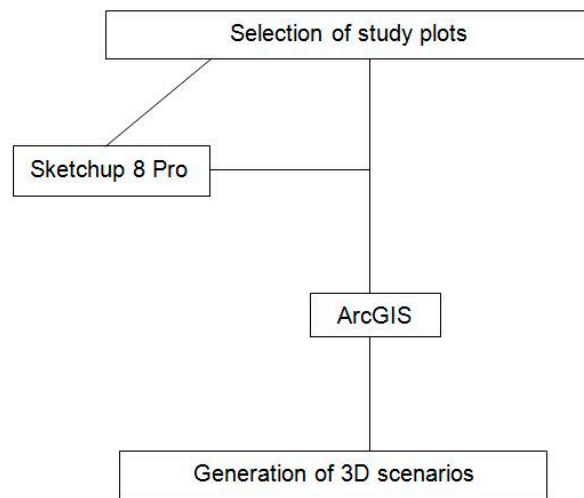 Selection of study plots
Sketchup 8 Pro
ArcGIS
Generation of 3D scenarios